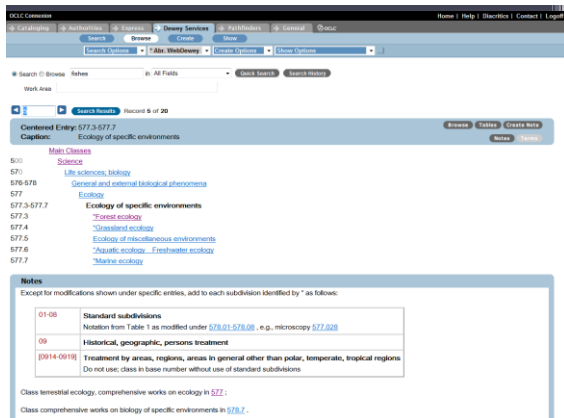 OCLC Connexion Home | Help | Diacritics | Contact | Logoff
Cataloging Authorities Express Dewey Services Pathfinders General OCLC
Search Browse Create Show
Search Options *Abr. WebDewey Create Options Show Options
Search Browse fishes in All Fields Quick Search Search History
Work Area
Search Results Record 5 of 20
Centered Entry: 577.3-577.7 Browse Tables Create Note
Caption: Ecology of specific environments Notes Terms
Main Classes
500 Science
570 Life sciences; biology
576-578 General and external biological phenomena
577 Ecology
577.3-577.7 Ecology of specific environments
577.3 *Forest ecology
577.4 *Grassland ecology
577.5 Ecology of miscellaneous environments
577.6 *Aquatic ecology Freshwater ecology
577.7 *Marine ecology
Notes
Except for modifications shown under specific entries, add to each subdivision identified by * as follows:
01-08 Standard subdivisions
Notation from Table 1 as modified under 578.01-578.08 , e.g., microscopy 577.028
09 Historical, geographic, persons treatment
[0914-0919] Treatment by areas, regions, areas in general other than polar, temperate, tropical regions
Do not use; class in base number without use of standard subdivisions
Class terrestrial ecology, comprehensive works on ecology in 577 ;
Class comprehensive works on biology of specific environments in 578.7 .